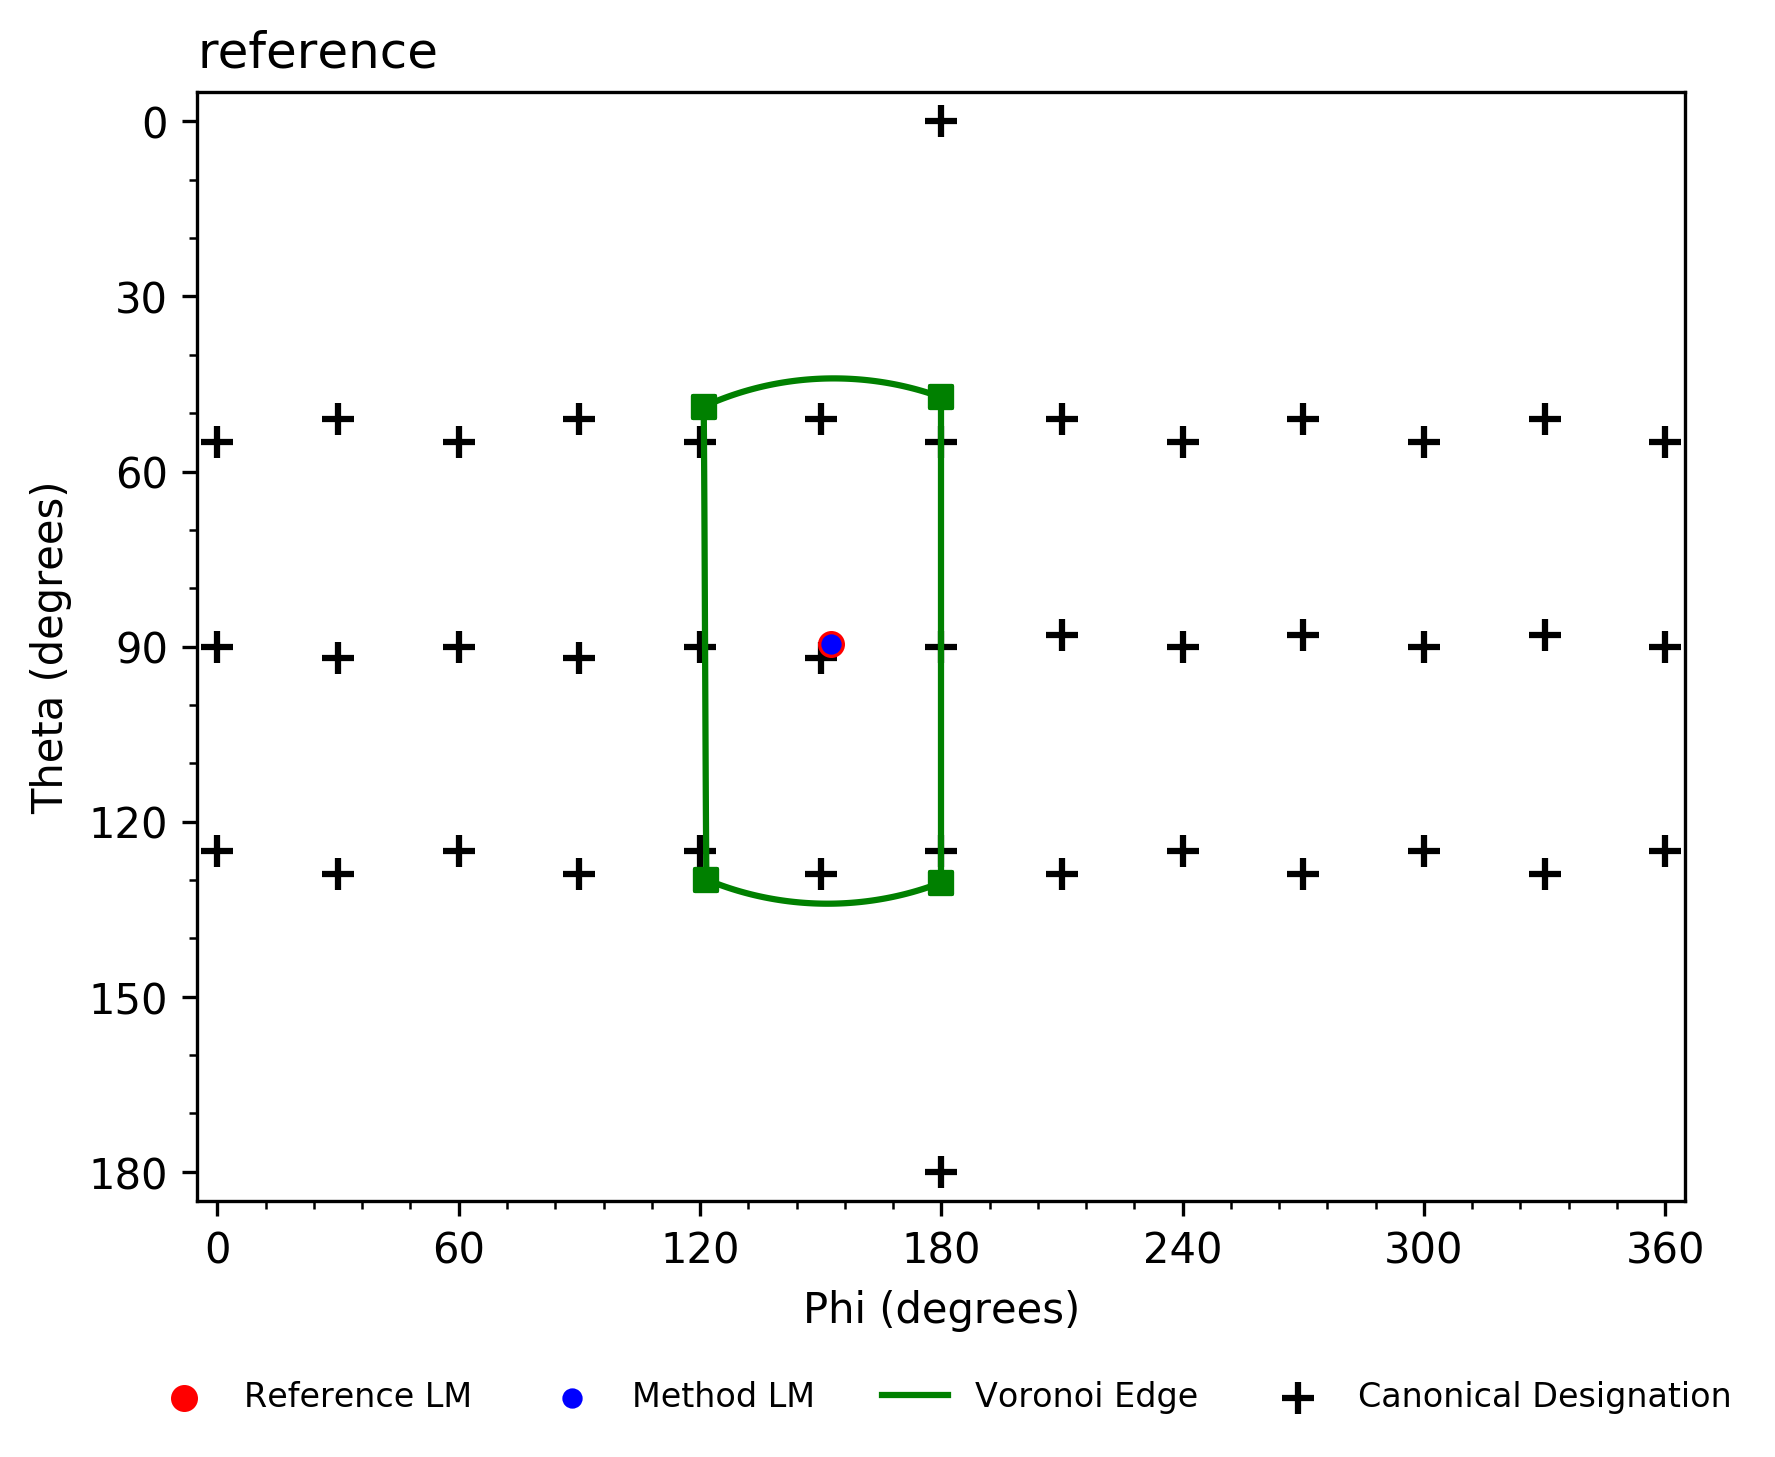 reference
0
30
60
90
120
150
180
Theta (degrees)
0 60 120 180 240 300 360
Phi (degrees)
Reference LM Method LM Voronoi Edge Canonical Designation